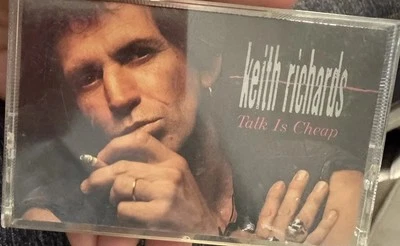 keith richards
Talk Is Cheap